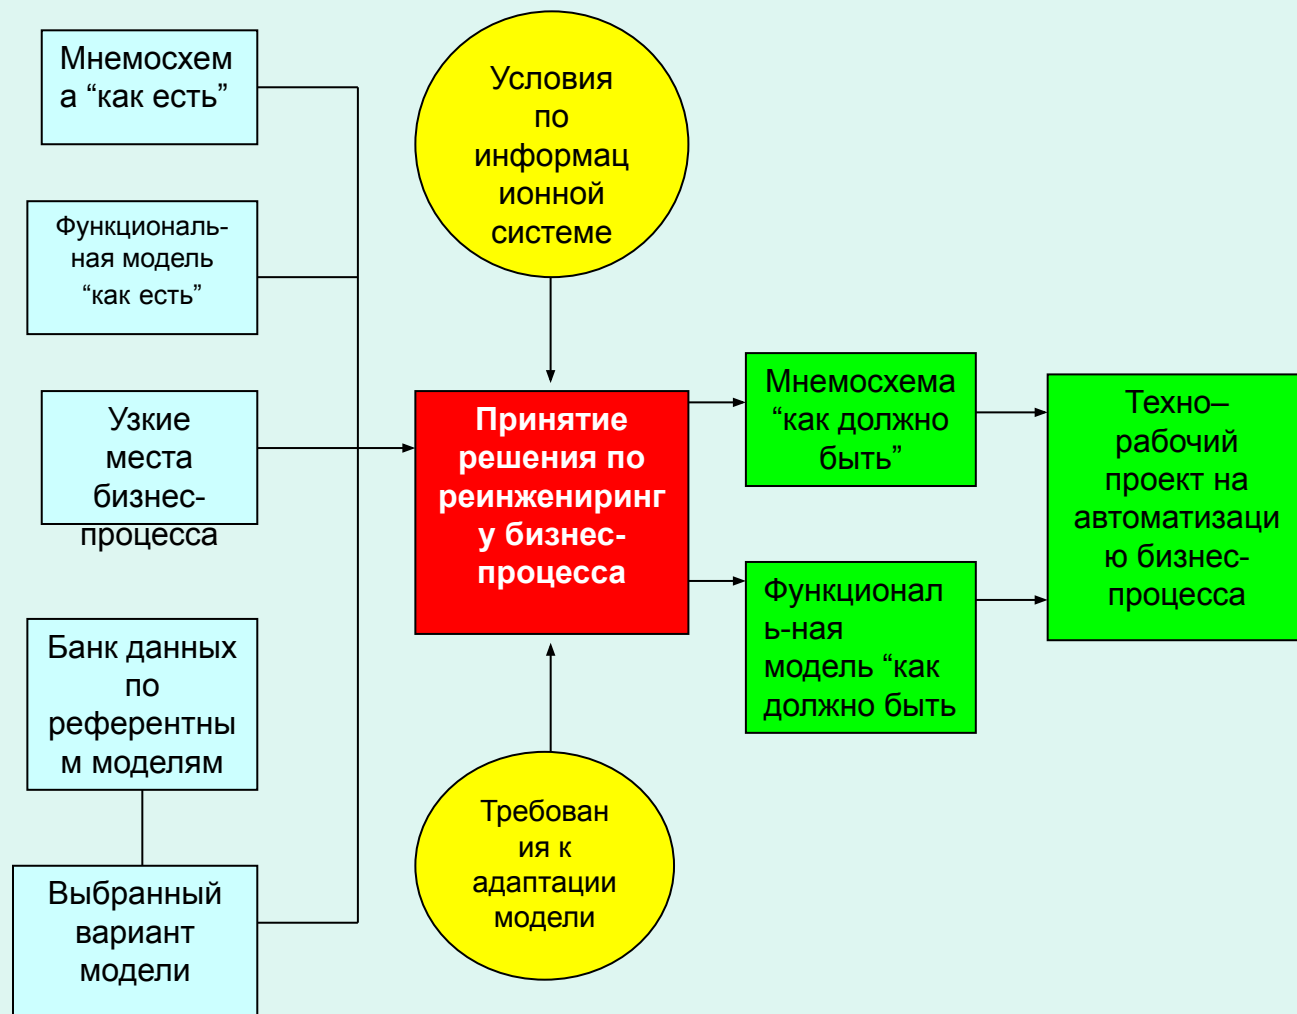 Мнемосхем
а “как есть”
Функциональ-
ная модель
“как есть”
Узкие
места
бизнес-
процесса
Банк данных
по
референтны
м моделям
Выбранный
вариант
модели
Условия
по
информац
ионной
системе
Принятие
решения по
реинжениринг
у бизнес-
процесса
Требован
ия к
адаптации
модели
Мнемосхема
“как должно
быть”
Функционал
ь-ная
модель “как
должно быть
Техно–
рабочий
проект на
автоматизаци
ю бизнес-
процесса